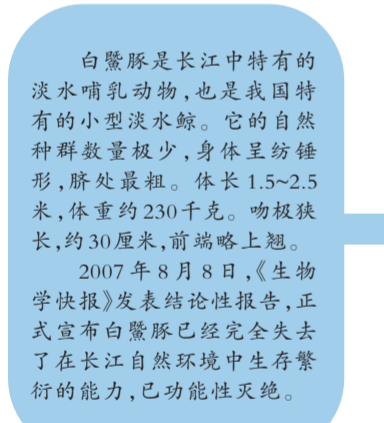 白鱀豚是长江中特有的
淡水哺乳动物,也是我国特
有的小型淡水鲸。它的自然
种群数量极少,身体呈纺锤
形,脐处最粗。体长1.5~2.5
米,体重约230千克。吻极狭
长,约30厘米,前端略上翘。
2007年8月8日,《生物
学快报》发表结论性报告,正
式宣布白鱀豚已经完全失去
了在长江自然环境中生存繁
衍的能力,已功能性灭绝。